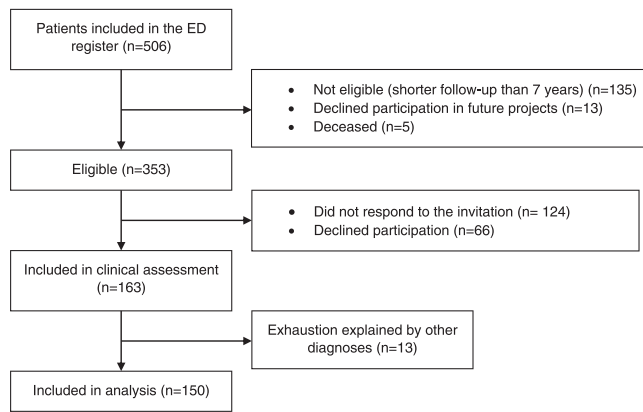 Patients included in the ED
register (n=506)
• Not eligible (shorter follow-up than 7 years) (n=135)
• Declined participation in future projects (n=13)
• Deceased (n=5)
Eligible (n=353)
• Did not respond to the invitation (n= 124)
• Declined participation (n=66)
Included in clinical assessment
(n=163)
Exhaustion explained by other
diagnoses (n=13)
Included in analysis (n=150)